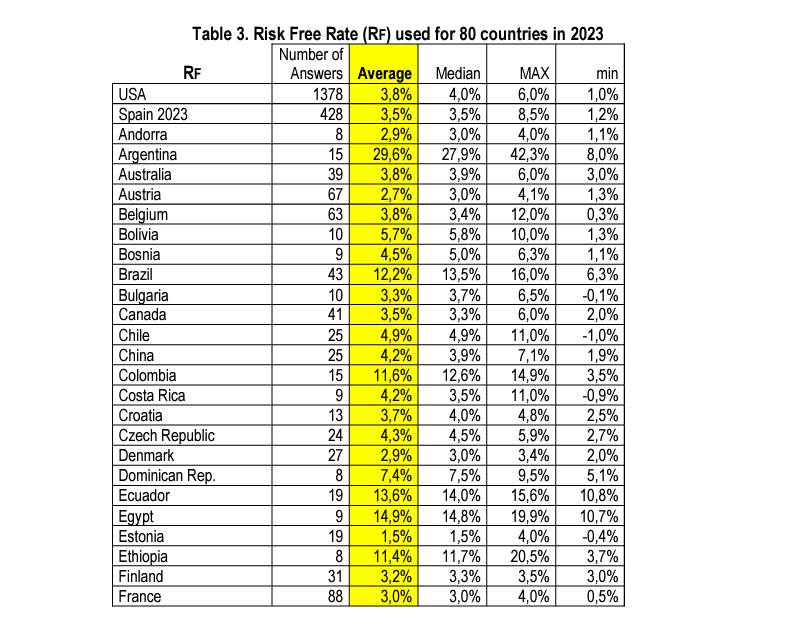 Table 3. Risk Free Rate (RF) used for 80 countries in 2023
RF Number of Answers Average Median MAX min
USA 1378 3,8% 4,0% 6,0% 1,0%
Spain 2023 428 3,5% 3,5% 8,5% 1,2%
Andorra 8 2,9% 3,0% 4,0% 1,1%
Argentina 15 29,6% 27,9% 42,3% 8,0%
Australia 39 3,8% 3,9% 6,0% 3,0%
Austria 67 2,7% 3,0% 4,1% 1,3%
Belgium 63 3,8% 3,4% 12,0% 0,3%
Bolivia 10 5,7% 5,8% 10,0% 1,3%
Bosnia 9 4,5% 5,0% 6,3% 1,1%
Brazil 43 12,2% 13,5% 16,0% 6,3%
Bulgaria 10 3,3% 3,7% 6,5% -0,1%
Canada 41 3,5% 3,3% 6,0% 2,0%
Chile 25 4,9% 4,9% 11,0% -1,0%
China 25 4,2% 3,9% 7,1% 1,9%
Colombia 15 11,6% 12,6% 14,9% 3,5%
Costa Rica 9 4,2% 3,5% 11,0% -0,9%
Croatia 13 3,7% 4,0% 4,8% 2,5%
Czech Republic 24 4,3% 4,5% 5,9% 2,7%
Denmark 27 2,9% 3,0% 3,4% 2,0%
Dominican Rep. 8 7,4% 7,5% 9,5% 5,1%
Ecuador 19 13,6% 14,0% 15,6% 10,8%
Egypt 9 14,9% 14,8% 19,9% 10,7%
Estonia 19 1,5% 1,5% 4,0% -0,4%
Ethiopia 8 11,4% 11,7% 20,5% 3,7%
Finland 31 3,2% 3,3% 3,5% 3,0%
France 88 3,0% 3,0% 4,0% 0,5%